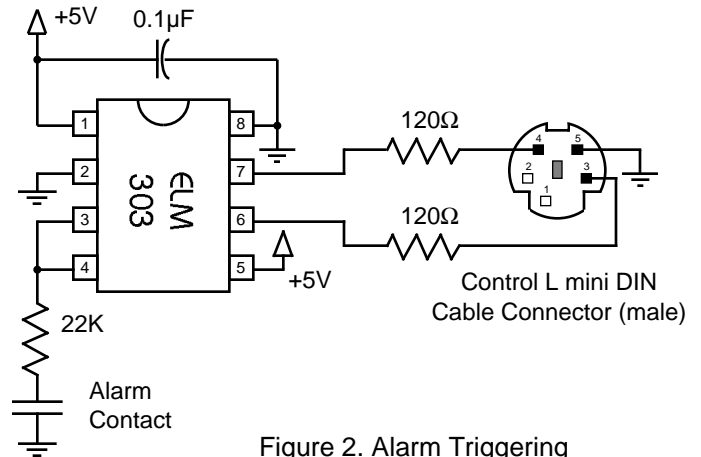 +5V
0.1µF
1
8
120Ω
4
5
2
7
2
3
1
ELM
303
3
6
120Ω
4
5
+5V
Control L mini DIN
Cable Connector (male)
22K
Alarm
Contact
Figure 2. Alarm Triggering